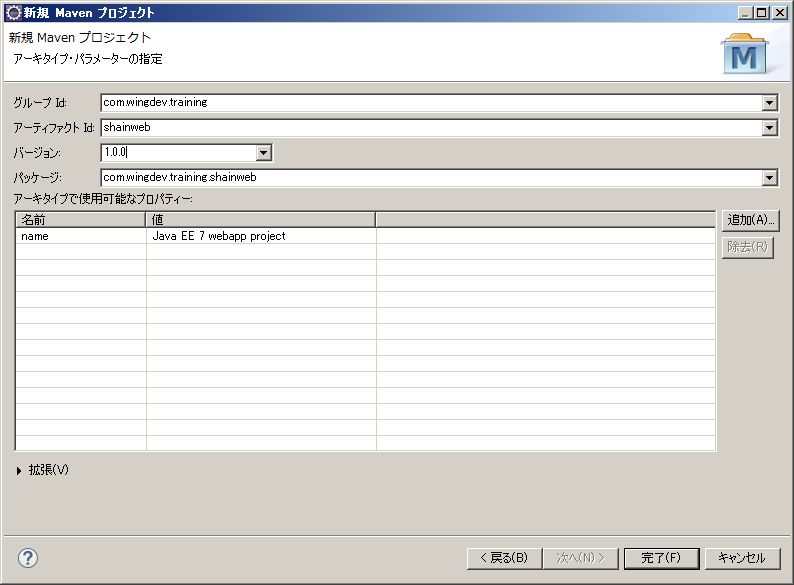 新規 Maven プロジェクト
新規 Maven プロジェクト
アーキタイプ・パラメーターの指定
M
グループ Id: com.wingdev.training
アーティファクト Id: shainweb
バージョン: 1.0.0
パッケージ: com.wingdev.training.shainweb
アーキタイプで使用可能なプロパティー:
名前 値
name Java EE 7 webapp project
追加(A)...
除去(R)
拡張(V)
?
< 戻る(B) 次へ(N) > 完了(F) キャンセル